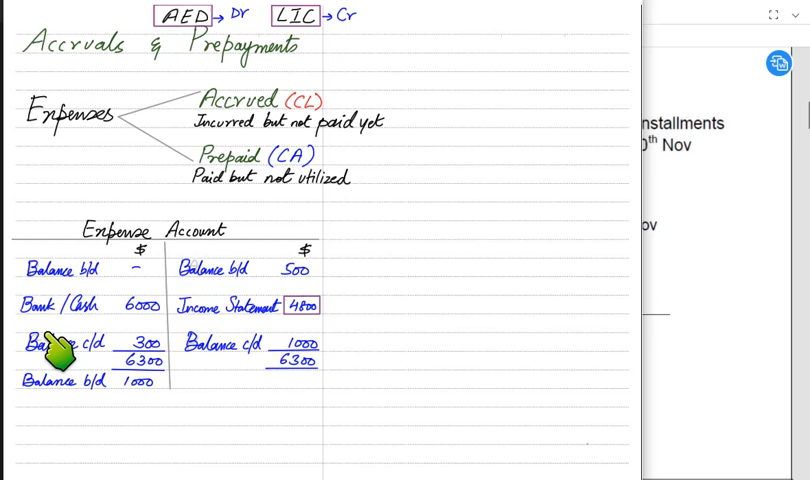 AED → Dr LIC → Cr
Accruals & Prepayments
Expenses
Accrued (CL)
Incurred but not paid yet
Prepaid (CA)
Paid but not utilized
Expense Account
$ $
Balance b/d - Balance b/d 500
Bank/Cash 6000 Income Statement 4800
c/d 300 Balance c/d 1000
6300 6300
Balance b/d 1000
nstallments
th Nov
ov